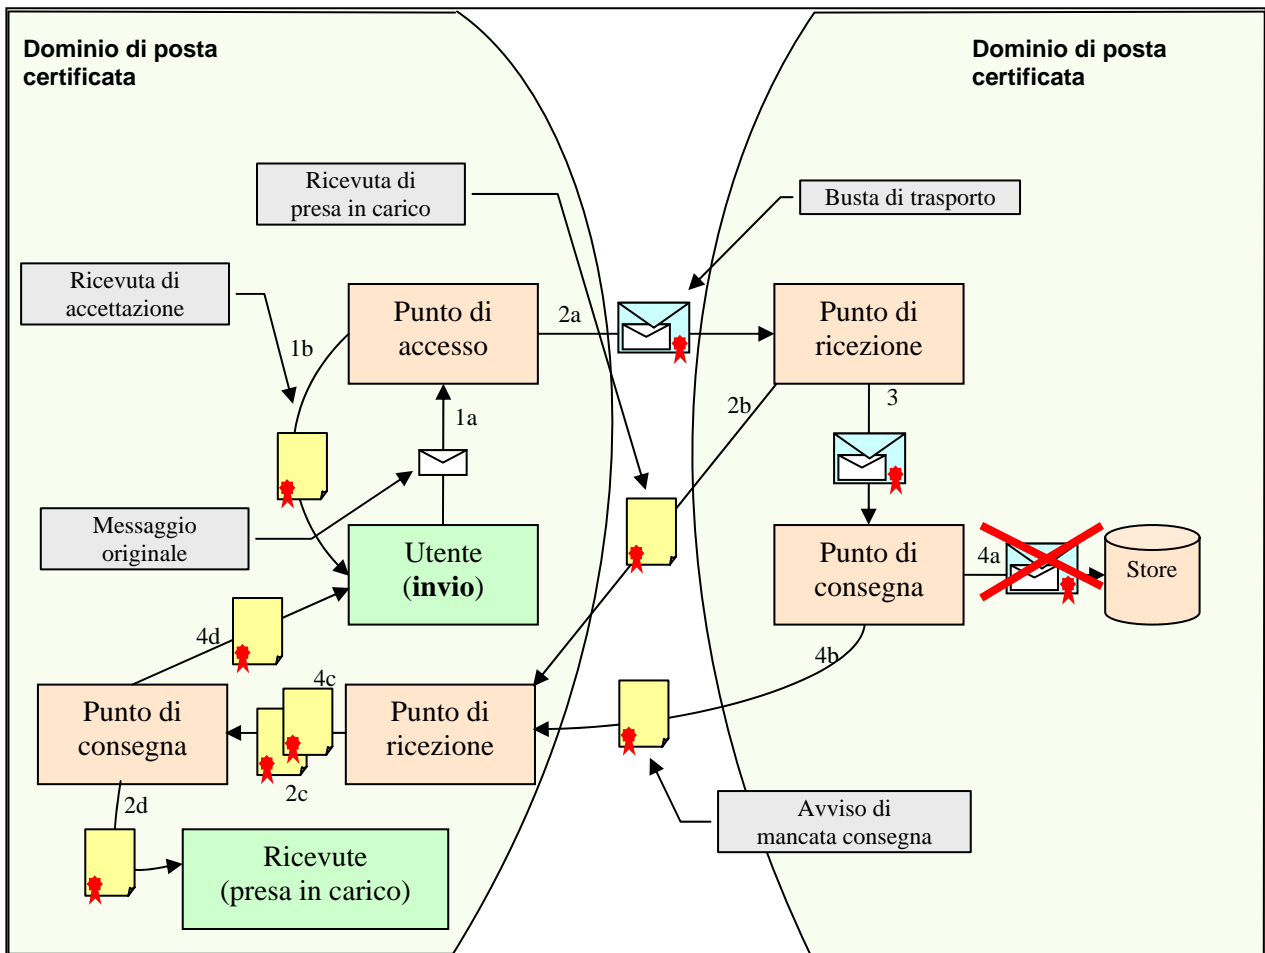 Dominio di posta
certificata
Dominio di posta
certificata
Ricevuta di
presa in carico
Busta di trasporto
Ricevuta di
accettazione
Punto di
accesso
2a
Punto di
ricezione
1b
1a
2b
3
Messaggio
originale
Utente
(invio)
Punto di
consegna
4a
Store
4d
4b
4c
Punto di
consegna
Punto di
ricezione
2c
2d
Avviso di
mancata consegna
Ricevute
(presa in carico)